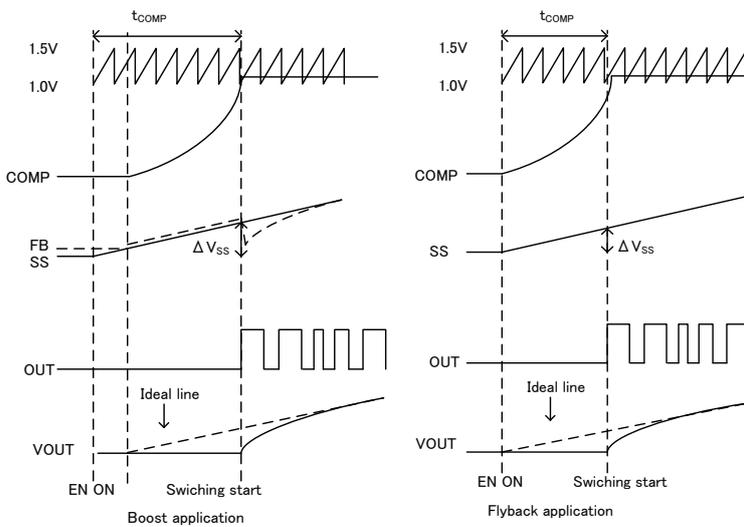 tCOMP
1.5V
1.0V
COMP
FB
SS
ΔVSS
OUT
Ideal line
VOUT
EN ON
Swiching start
Boost application
tCOMP
1.5V
1.0V
COMP
SS
ΔVSS
OUT
Ideal line
VOUT
EN ON
Swiching start
Flyback application